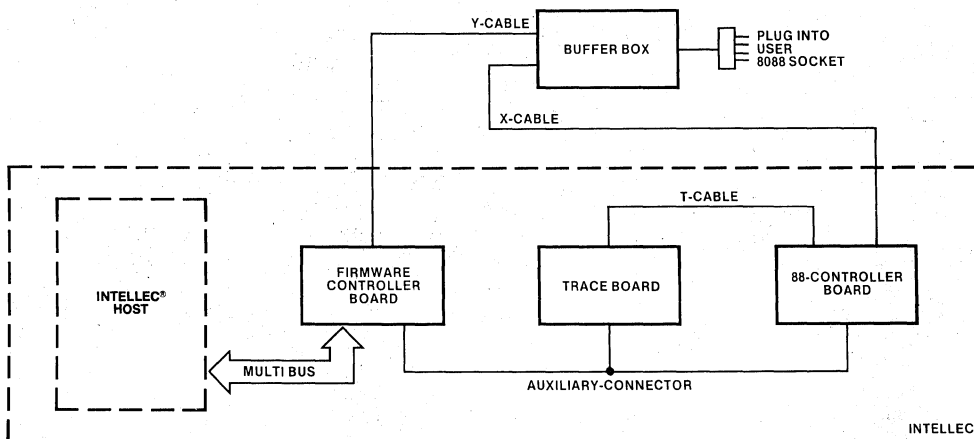 Y-CABLE
BUFFER BOX
PLUG INTO
USER
8088 SOCKET
X-CABLE
T-CABLE
INTELLEC®
HOST
FIRMWARE
CONTROLLER
BOARD
TRACE BOARD
88-CONTROLLER
BOARD
MULTI BUS
AUXILIARY-CONNECTOR
INTELLEC